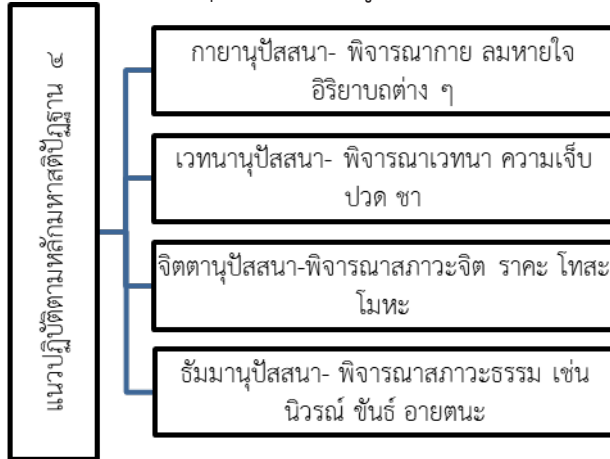 แนวปฏิบัติตามหลักมหาสติปัฏฐาน ๔
กายานุปัสสนา- พิจารณากาย ลมหายใจ
อิริยาบถต่าง ๆ
เวทนานุปัสสนา- พิจารณาเวทนา ความเจ็บ
ปวด ชา
จิตตานุปัสสนา-พิจารณาสภาวะจิต ราคะ โทสะ
โมหะ
ธัมมานุปัสสนา- พิจารณาสภาวะธรรม เช่น
นิวรณ์ ขันธ์ อายตนะ